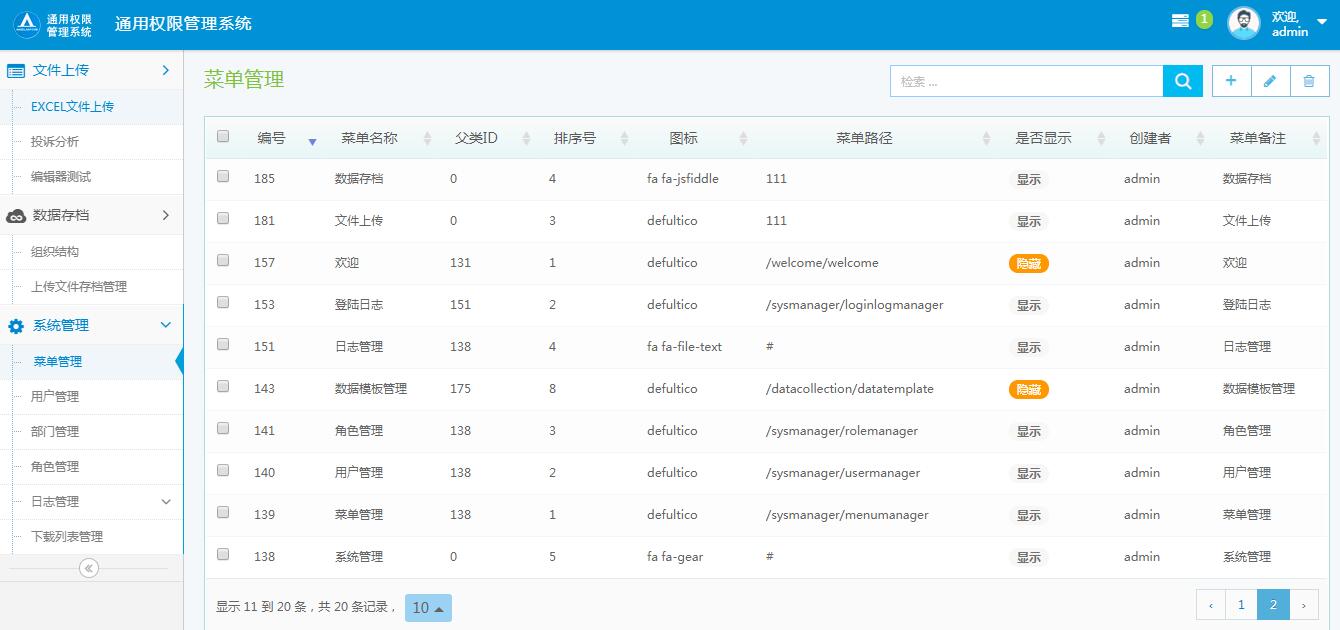 通用权限
管理系统
通用权限管理系统
1
欢迎,
admin
文件上传
EXCEL文件上传
投诉分析
编辑器测试
数据存档
组织结构
上传文件存档管理
系统管理
菜单管理
用户管理
部门管理
角色管理
日志管理
下载列表管理
菜单管理
检索 ...
编号 菜单名称 父类ID 排序号 图标 菜单路径 是否显示 创建者 菜单备注
185 数据存档 0 4 fa fa-jsfiddle 111 显示 admin 数据存档
181 文件上传 0 3 defultico 111 显示 admin 文件上传
157 欢迎 131 1 defultico /welcome/welcome 隐藏 admin 欢迎
153 登陆日志 151 2 defultico /sysmanager/loginlogmanager 显示 admin 登陆日志
151 日志管理 138 4 fa fa-file-text # 显示 admin 日志管理
143 数据模板管理 175 8 defultico /datacollection/datatemplate 隐藏 admin 数据模板管理
141 角色管理 138 3 defultico /sysmanager/rolemanager 显示 admin 角色管理
140 用户管理 138 2 defultico /sysmanager/usermanager 显示 admin 用户管理
139 菜单管理 138 1 defultico /sysmanager/menumanager 显示 admin 菜单管理
138 系统管理 0 5 fa fa-gear # 显示 admin 系统管理
显示 11 到 20 条，共 20 条记录， 10
‹ 1 2 ›